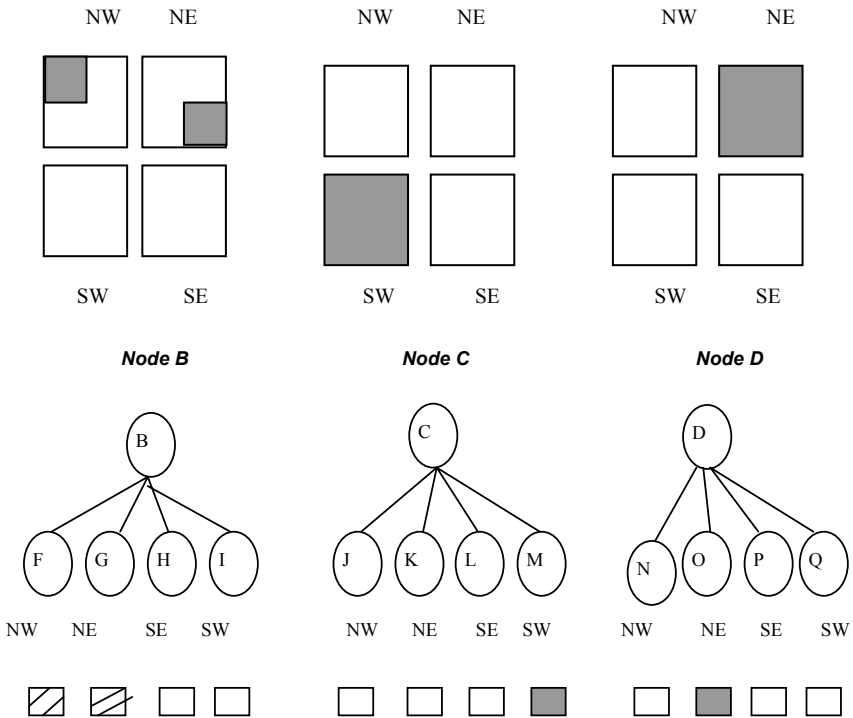 NW NE NW NE NW NE
SW SE SW SE SW SE
Node B Node C Node D
B C D
F G H I J K L M N O P Q
NW NE SE SW NW NE SE SW NW NE SE SW